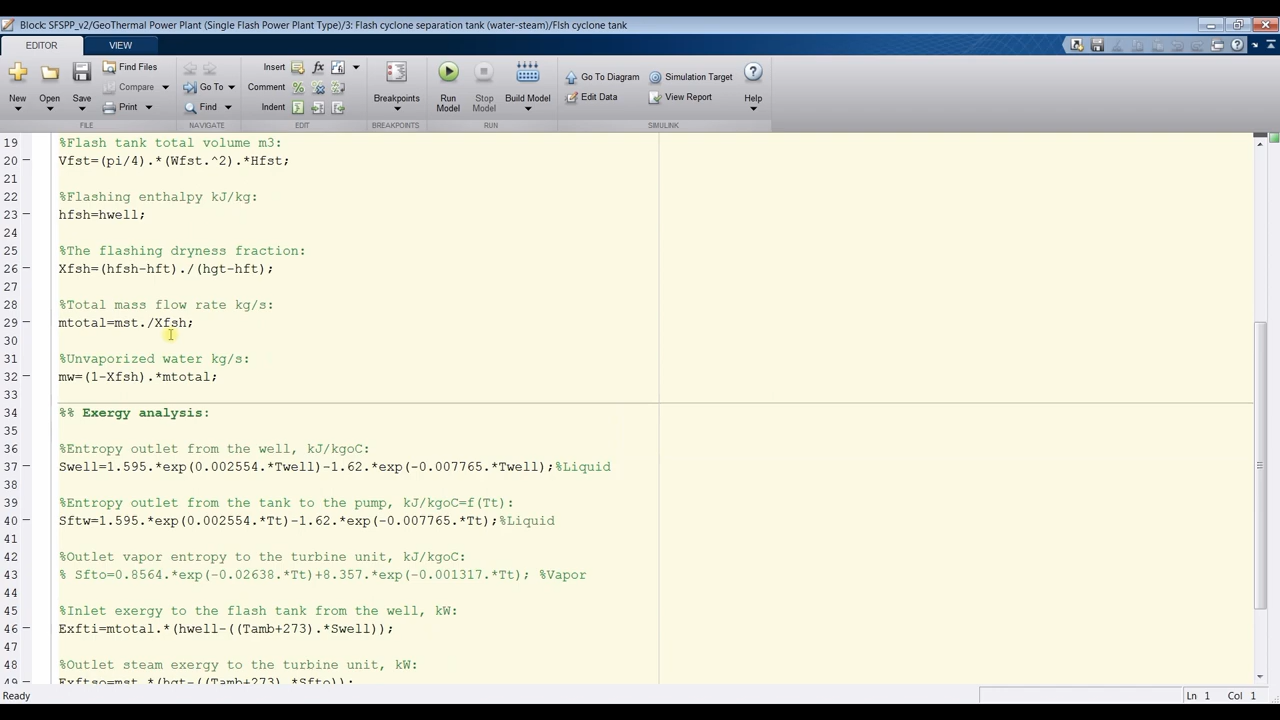 Block: SFSPP_v2/GeoThermal Power Plant (Single Flash Power Plant Type)/3: Flash cyclone separation tank (water-steam)/Flsh cyclone tank
EDITOR VIEW
New Open Save
Find Files
Compare
Print
FILE
Go To
Find
NAVIGATE
Insert
Comment
Indent
EDIT
Breakpoints
BREAKPOINTS
Run Model
Stop Model
Build Model
RUN
Go To Diagram
Edit Data
Simulation Target
View Report
Help
SIMULINK
19 %Flash tank total volume m3:
20 Vfst=(pi/4).*(Wfst.^2).*Hfst;
21
22 %Flashing enthalpy kJ/kg:
23 hfsh=hwell;
24
25 %The flashing dryness fraction:
26 Xfsh=(hfsh-hft)./(hgt-hft);
27
28 %Total mass flow rate kg/s:
29 mtotal=mst./Xfsh;
30
31 %Unvaporized water kg/s:
32 mw=(1-Xfsh).*mtotal;
33
34 %% Exergy analysis:
35
36 %Entropy outlet from the well, kJ/kgoC:
37 Swell=1.595.*exp(0.002554.*Twell)-1.62.*exp(-0.007765.*Twell);%Liquid
38
39 %Entropy outlet from the tank to the pump, kJ/kgoC=f(Tt):
40 Sftw=1.595.*exp(0.002554.*Tt)-1.62.*exp(-0.007765.*Tt);%Liquid
41
42 %Outlet vapor entropy to the turbine unit, kJ/kgoC:
43 % Sfto=0.8564.*exp(-0.02638.*Tt)+8.357.*exp(-0.001317.*Tt); %Vapor
44
45 %Inlet exergy to the flash tank from the well, kW:
46 Exfti=mtotal.*(hwell-((Tamb+273).*Swell));
47
48 %Outlet steam exergy to the turbine unit, kW:
49 Exftso=mst.*(hgt-((Tamb+273).*Sfto));
Ready
Ln 1 Col 1